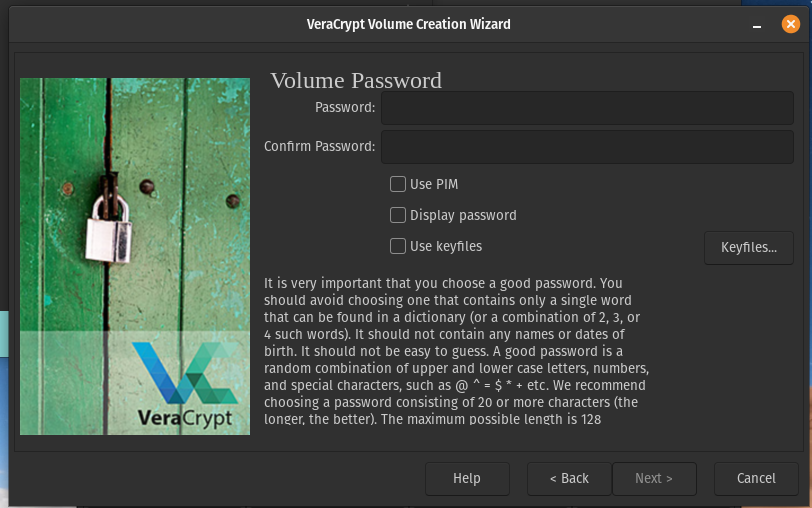 VeraCrypt Volume Creation Wizard
Volume Password
Password:
Confirm Password:
Use PIM
Display password
Use keyfiles
Keyfiles...
It is very important that you choose a good password. You
should avoid choosing one that contains only a single word
that can be found in a dictionary (or a combination of 2, 3, or
4 such words). It should not contain any names or dates of
birth. It should not be easy to guess. A good password is a
random combination of upper and lower case letters, numbers,
and special characters, such as @ ^ = $ * + etc. We recommend
choosing a password consisting of 20 or more characters (the
longer, the better). The maximum possible length is 128
VeraCrypt
Help
< Back
Next >
Cancel